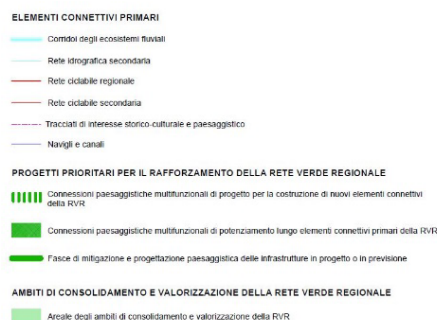 ELEMENTI CONNETTIVI PRIMARI
Corridoi degli ecosistemi fluviali
Rete idrografica secondaria
Rete ciclabile regionale
Rete ciclabile secondaria
Tracciati di interesse storico-culturale e paesaggistico
Navigli e canali
PROGETTI PRIORITARI PER IL RAFFORZAMENTO DELLA RETE VERDE REGIONALE
Connessioni paesaggistiche multifunzionali di progetto per la costruzione di nuovi elementi connettivi
della RVR
Connessioni paesaggistiche multifunzionali di potenziamento lungo elementi connettivi primari della RVR
Fasce di mitigazione e progettazione paesaggistica delle infrastrutture in progetto o in previsione
AMBITI DI CONSOLIDAMENTO E VALORIZZAZIONE DELLA RETE VERDE REGIONALE
Areale degli ambiti di consolidamento e valorizzazione della RVR